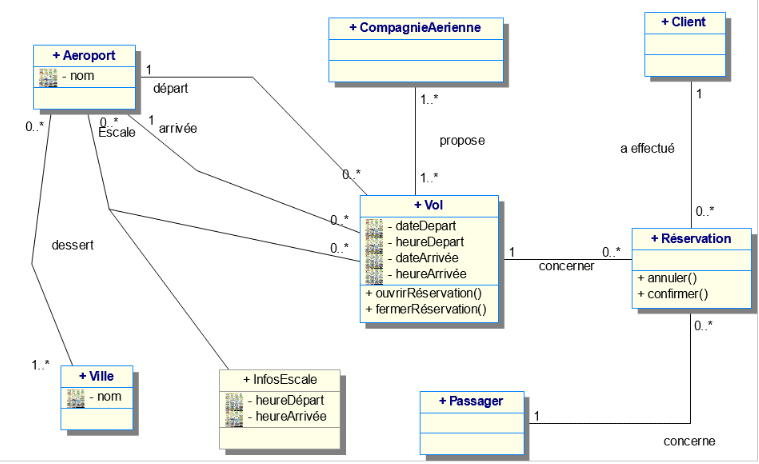 + CompagnieAerienne
+ Client
+ Aeroport
- nom
1
départ
0..*
0..*
Escale
1
arrivée
1..*
propose
1..*
1
a effectué
0..*
0..*
0..*
0..*
+ Vol
- dateDepart
- heureDepart
- dateArrivée
- heureArrivée
+ ouvrirRéservation()
+ fermerRéservation()
1
concerner
0..*
+ Réservation
+ annuler()
+ confirmer()
0..*
dessert
1..*
+ Ville
- nom
+ InfosEscale
- heureDépart
- heureArrivée
+ Passager
1
concerne